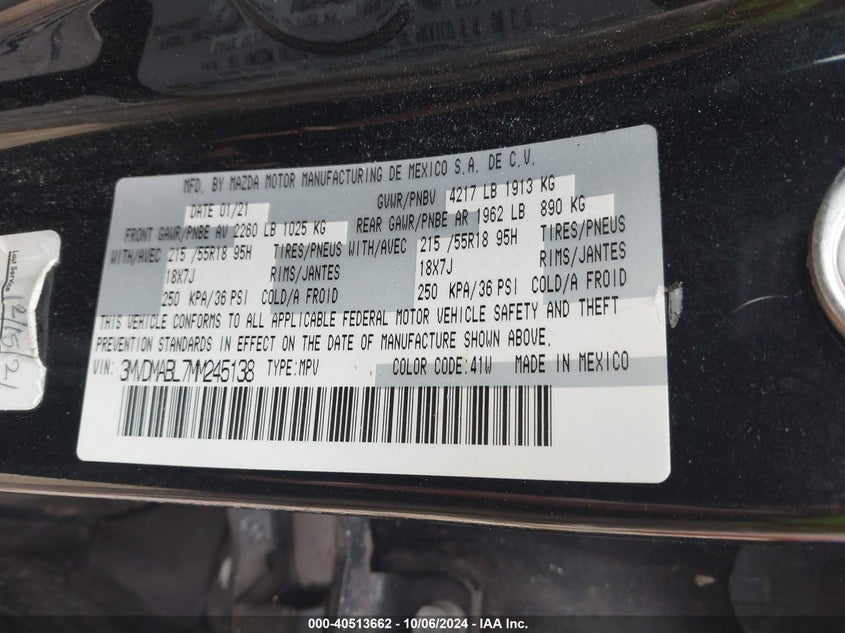 MFD. BY MAZDA MOTOR MANUFACTURING DE MEXICO S.A. DE C.V.
DATE 01/21 GVWR/PNBV 4217 LB 1913 KG
FRONT GAWR/PNBE AV 2260 LB 1025 KG REAR GAWR/PNBE AR 1962 LB 890 KG
WITH/AVEC 215 /55R18 95H TIRES/PNEUS WITH/AVEC 215 /55R18 95H TIRES/PNEUS
18X7J RIMS/JANTES 18X7J RIMS/JANTES
250 KPA/36 PSI COLD/A FROID 250 KPA/36 PSI COLD/A FROID
THIS VEHICLE CONFORMS TO ALL APPLICABLE FEDERAL MOTOR VEHICLE SAFETY AND THEFT
PREVENTION STANDARDS IN EFFECT ON THE DATE OF MANUFACTURE SHOWN ABOVE.
VIN: 3MVDMABL7MM245138 TYPE:MPV COLOR CODE:41W MADE IN MEXICO
Last Service
000-40513662 - 10/06/2024 - IAA Inc.